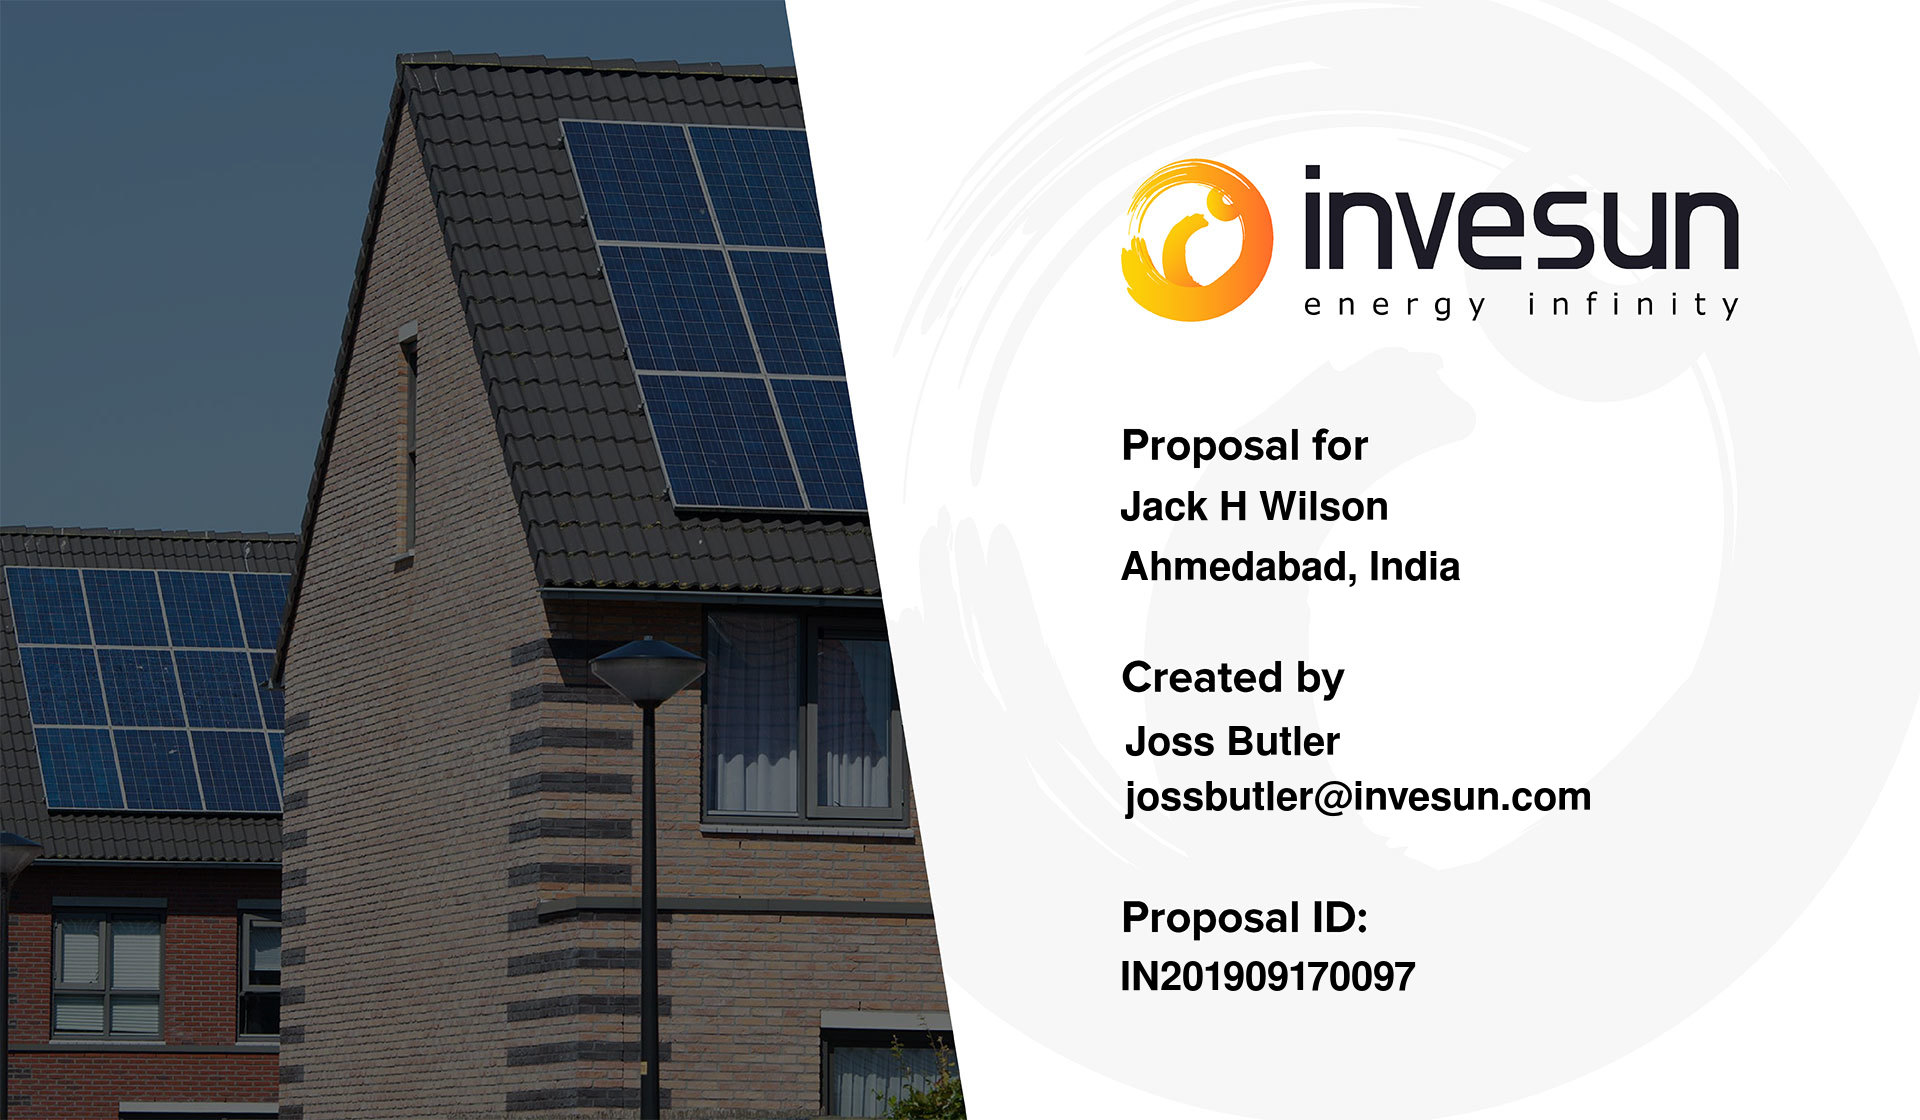 invesun
energy infinity
Proposal for
Jack H Wilson
Ahmedabad, India
Created by
Joss Butler
jossbutler@invesun.com
Proposal ID:
IN201909170097